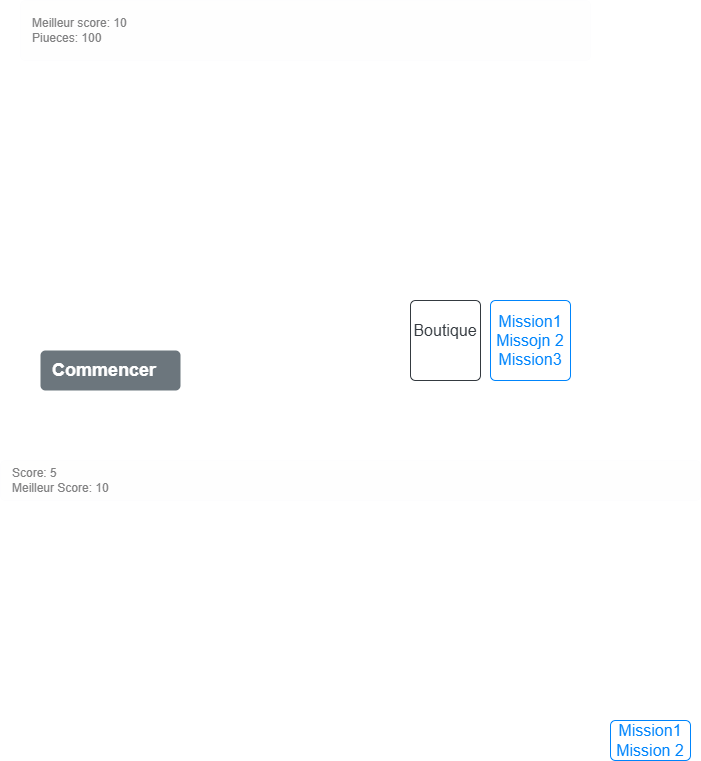 Meilleur score: 10
Piueces: 100
Boutique
Mission1
Missojn 2
Mission3
Commencer
Score: 5
Meilleur Score: 10
Mission1
Mission 2